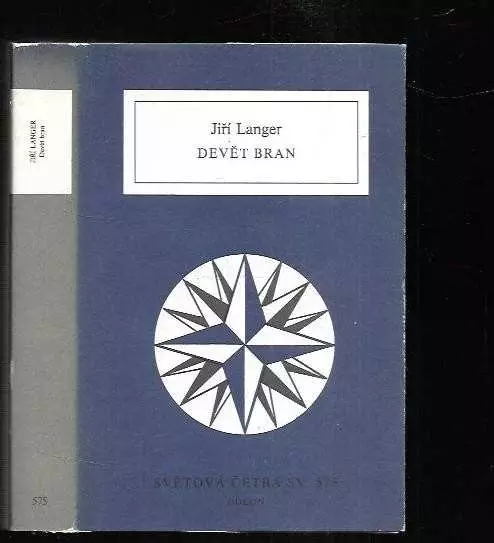 JIŘÍ LANGER
Devět bran
575
Jiří Langer
DEVĚT BRAN
SVĚTOVÁ ČETBA SV. 575
ODEON